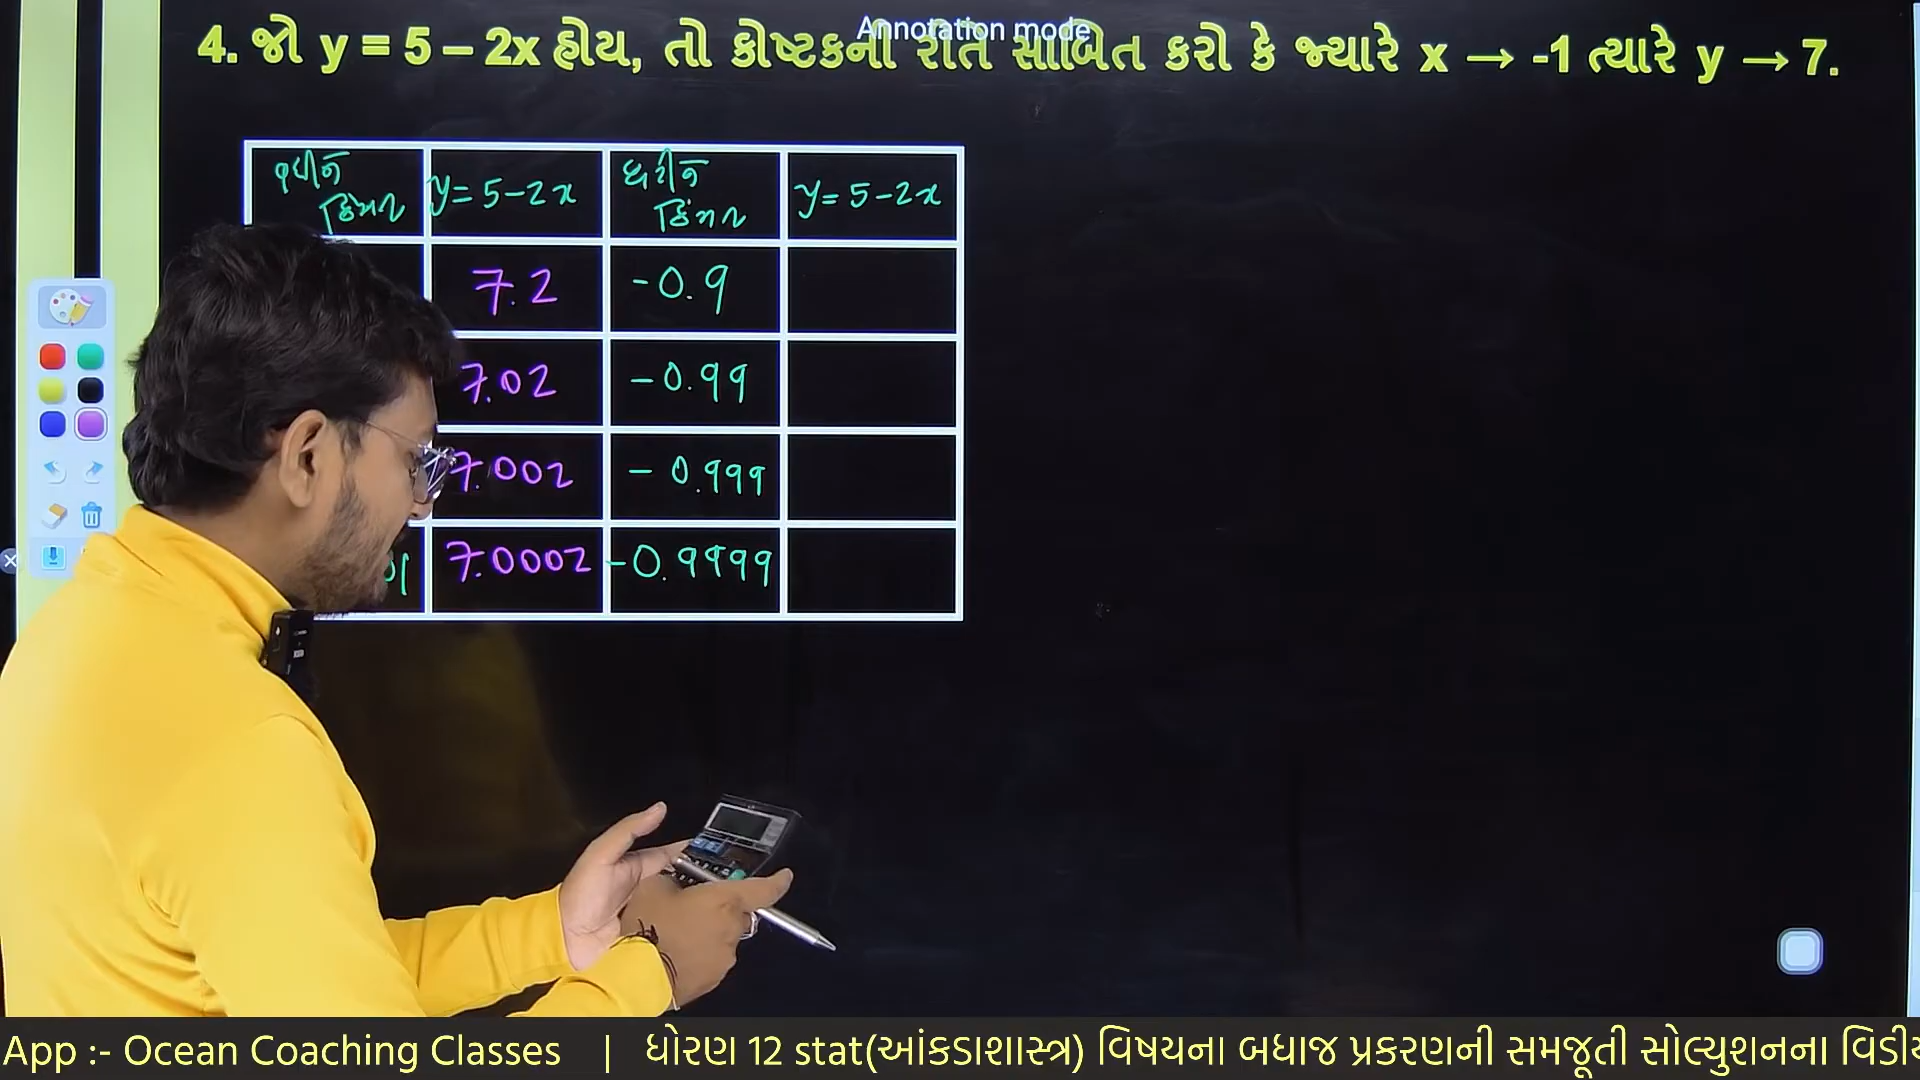 Annotation mode
4. જો y = 5 – 2x હોય, તો કોષ્ટકની રીતે સાબિત કરો કે જ્યારે x → -1 ત્યારે y → 7.
y = 5-2x
y = 5-2x
7.2 -0.9
7.02 -0.99
7.002 -0.999
01 7.0002 -0.9999
App :- Ocean Coaching Classes | ધોરણ 12 stat(આંકડાશાસ્ત્ર) વિષયના બધાજ પ્રકરણની સમજૂતી સોલ્યુશનના